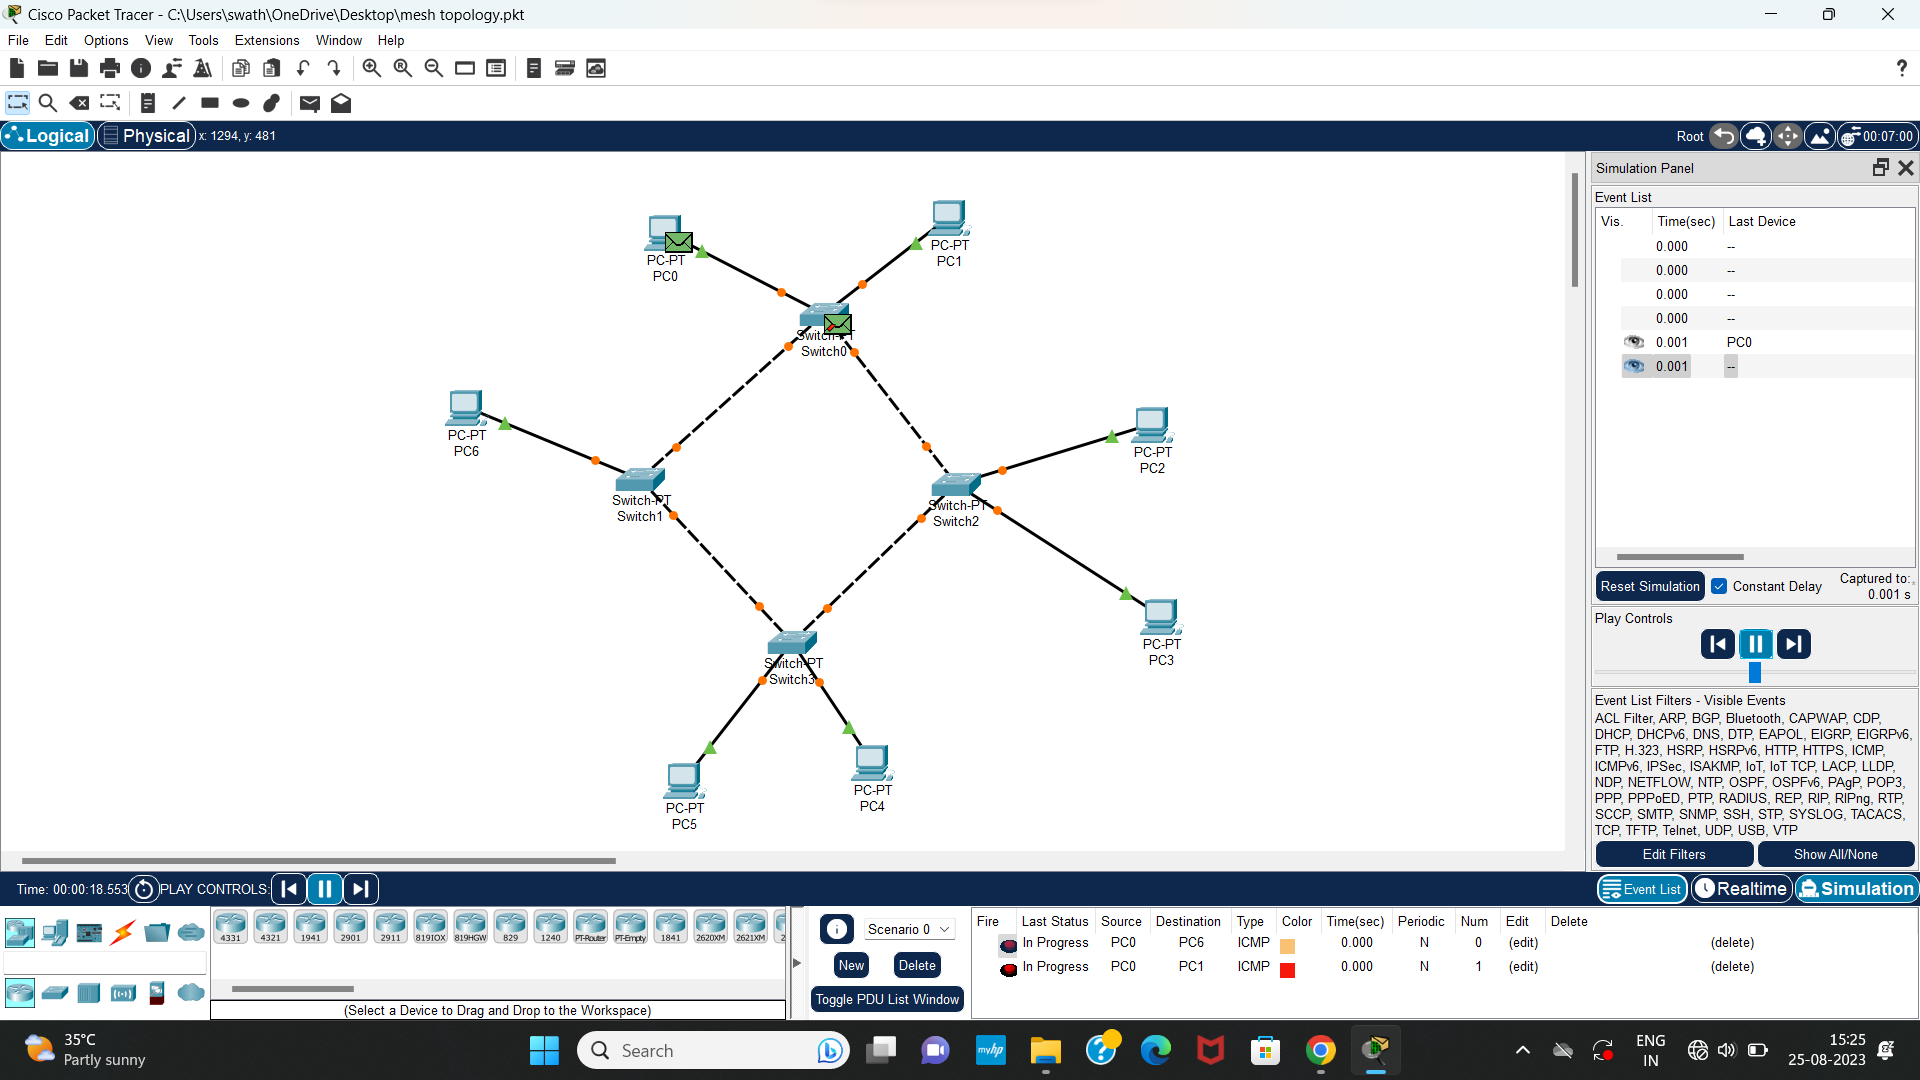 Cisco Packet Tracer - C:\Users\swath\OneDrive\Desktop\mesh topology.pkt
File Edit Options View Tools Extensions Window Help
?
Logical Physical x: 1294, y: 481 Root 00:07:00
PC-PT
PC0
PC-PT
PC1
Switch-PT
Switch0
PC-PT
PC6
PC-PT
PC2
Switch-PT
Switch1
Switch-PT
Switch2
PC-PT
PC3
Switch-PT
Switch3
PC-PT
PC4
PC-PT
PC5
Simulation Panel
Event List
Vis. Time(sec) Last Device
0.000 --
0.000 --
0.000 --
0.000 --
0.001 PC0
0.001 --
Reset Simulation Constant Delay Captured to:
0.001 s
Play Controls
Event List Filters - Visible Events
ACL Filter, ARP, BGP, Bluetooth, CAPWAP, CDP,
DHCP, DHCPv6, DNS, DTP, EAPOL, EIGRP, EIGRPv6,
FTP, H.323, HSRP, HSRPv6, HTTP, HTTPS, ICMP,
ICMPv6, IPSec, ISAKMP, IoT, IoT TCP, LACP, LLDP,
NDP, NETFLOW, NTP, OSPF, OSPFv6, PAgP, POP3,
PPP, PPPoED, PTP, RADIUS, REP, RIP, RIPng, RTP,
SCCP, SMTP, SNMP, SSH, STP, SYSLOG, TACACS,
TCP, TFTP, Telnet, UDP, USB, VTP
Edit Filters Show All/None
Time: 00:00:18.553 PLAY CONTROLS: Event List Realtime Simulation
4331 4321 1941 2901 2911 819IOX 819HGW 829 1240 PT-Router PT-Empty 1841 2620XM 2621XM 2
(Select a Device to Drag and Drop to the Workspace)
Scenario 0
New Delete
Toggle PDU List Window
Fire Last Status Source Destination Type Color Time(sec) Periodic Num Edit Delete
In Progress PC0 PC6 ICMP 0.000 N 0 (edit) (delete)
In Progress PC0 PC1 ICMP 0.000 N 1 (edit) (delete)
35°C
Partly sunny
Search
myhp
ENG
IN
15:25
25-08-2023